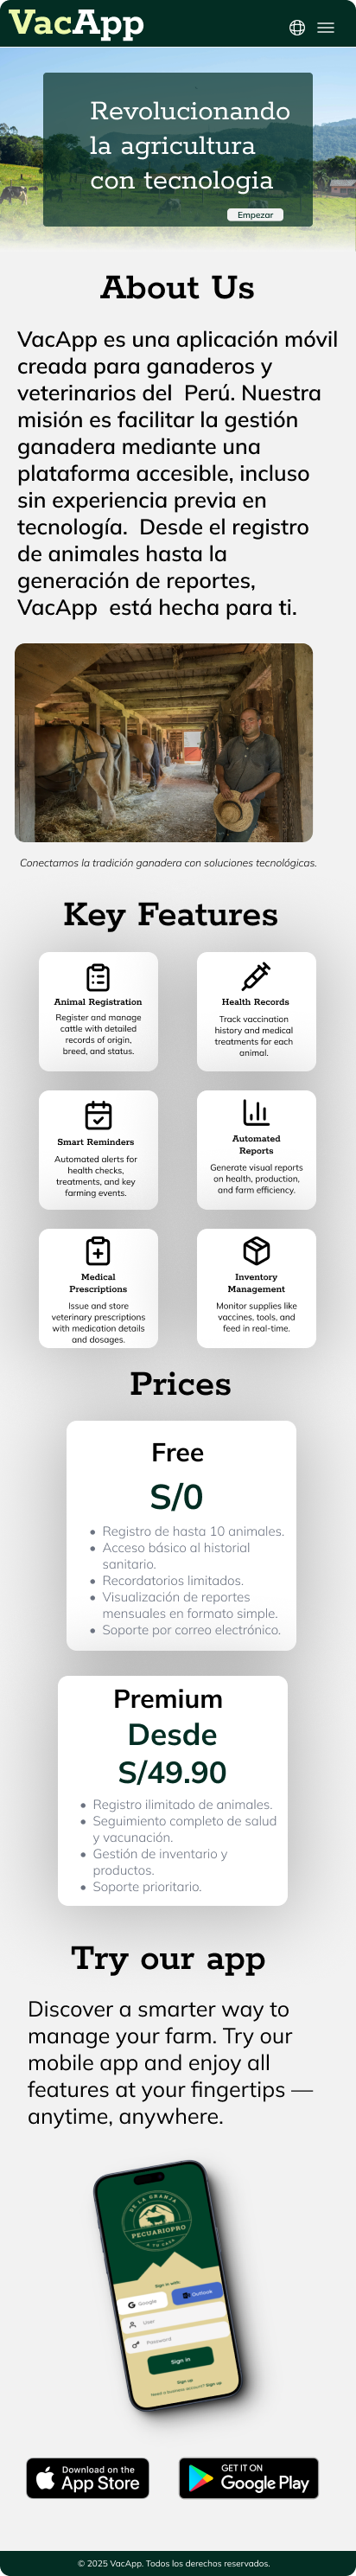 VacApp
Revolucionando
la agricultura
con tecnologia
Empezar
About Us
VacApp es una aplicación móvil
creada para ganaderos y
veterinarios del Perú. Nuestra
misión es facilitar la gestión
ganadera mediante una
plataforma accesible, incluso
sin experiencia previa en
tecnología. Desde el registro
de animales hasta la
generación de reportes,
VacApp está hecha para ti.
Conectamos la tradición ganadera con soluciones tecnológicas.
Key Features
Animal Registration
Register and manage
cattle with detailed
records of origin,
breed, and status.
Health Records
Track vaccination
history and medical
treatments for each
animal.
Smart Reminders
Automated alerts for
health checks,
treatments, and key
farming events.
Automated
Reports
Generate visual reports
on health, production,
and farm efficiency.
Medical
Prescriptions
Issue and store
veterinary prescriptions
with medication details
and dosages.
Inventory
Management
Monitor supplies like
vaccines, tools, and
feed in real-time.
Prices
Free
S/0
• Registro de hasta 10 animales.
• Acceso básico al historial
sanitario.
• Recordatorios limitados.
• Visualización de reportes
mensuales en formato simple.
• Soporte por correo electrónico.
Premium
Desde
S/49.90
• Registro ilimitado de animales.
• Seguimiento completo de salud
y vacunación.
• Gestión de inventario y
productos.
• Soporte prioritario.
Try our app
Discover a smarter way to
manage your farm. Try our
mobile app and enjoy all
features at your fingertips —
anytime, anywhere.
DE LA GRANJA
PECUARIOPRO
A TU CASA
Sign in with
Google
Outlook
User
Password
Sign in
Sign up
Need a business account? Sign up
Download on the
App Store
GET IT ON
Google Play
© 2025 VacApp. Todos los derechos reservados.